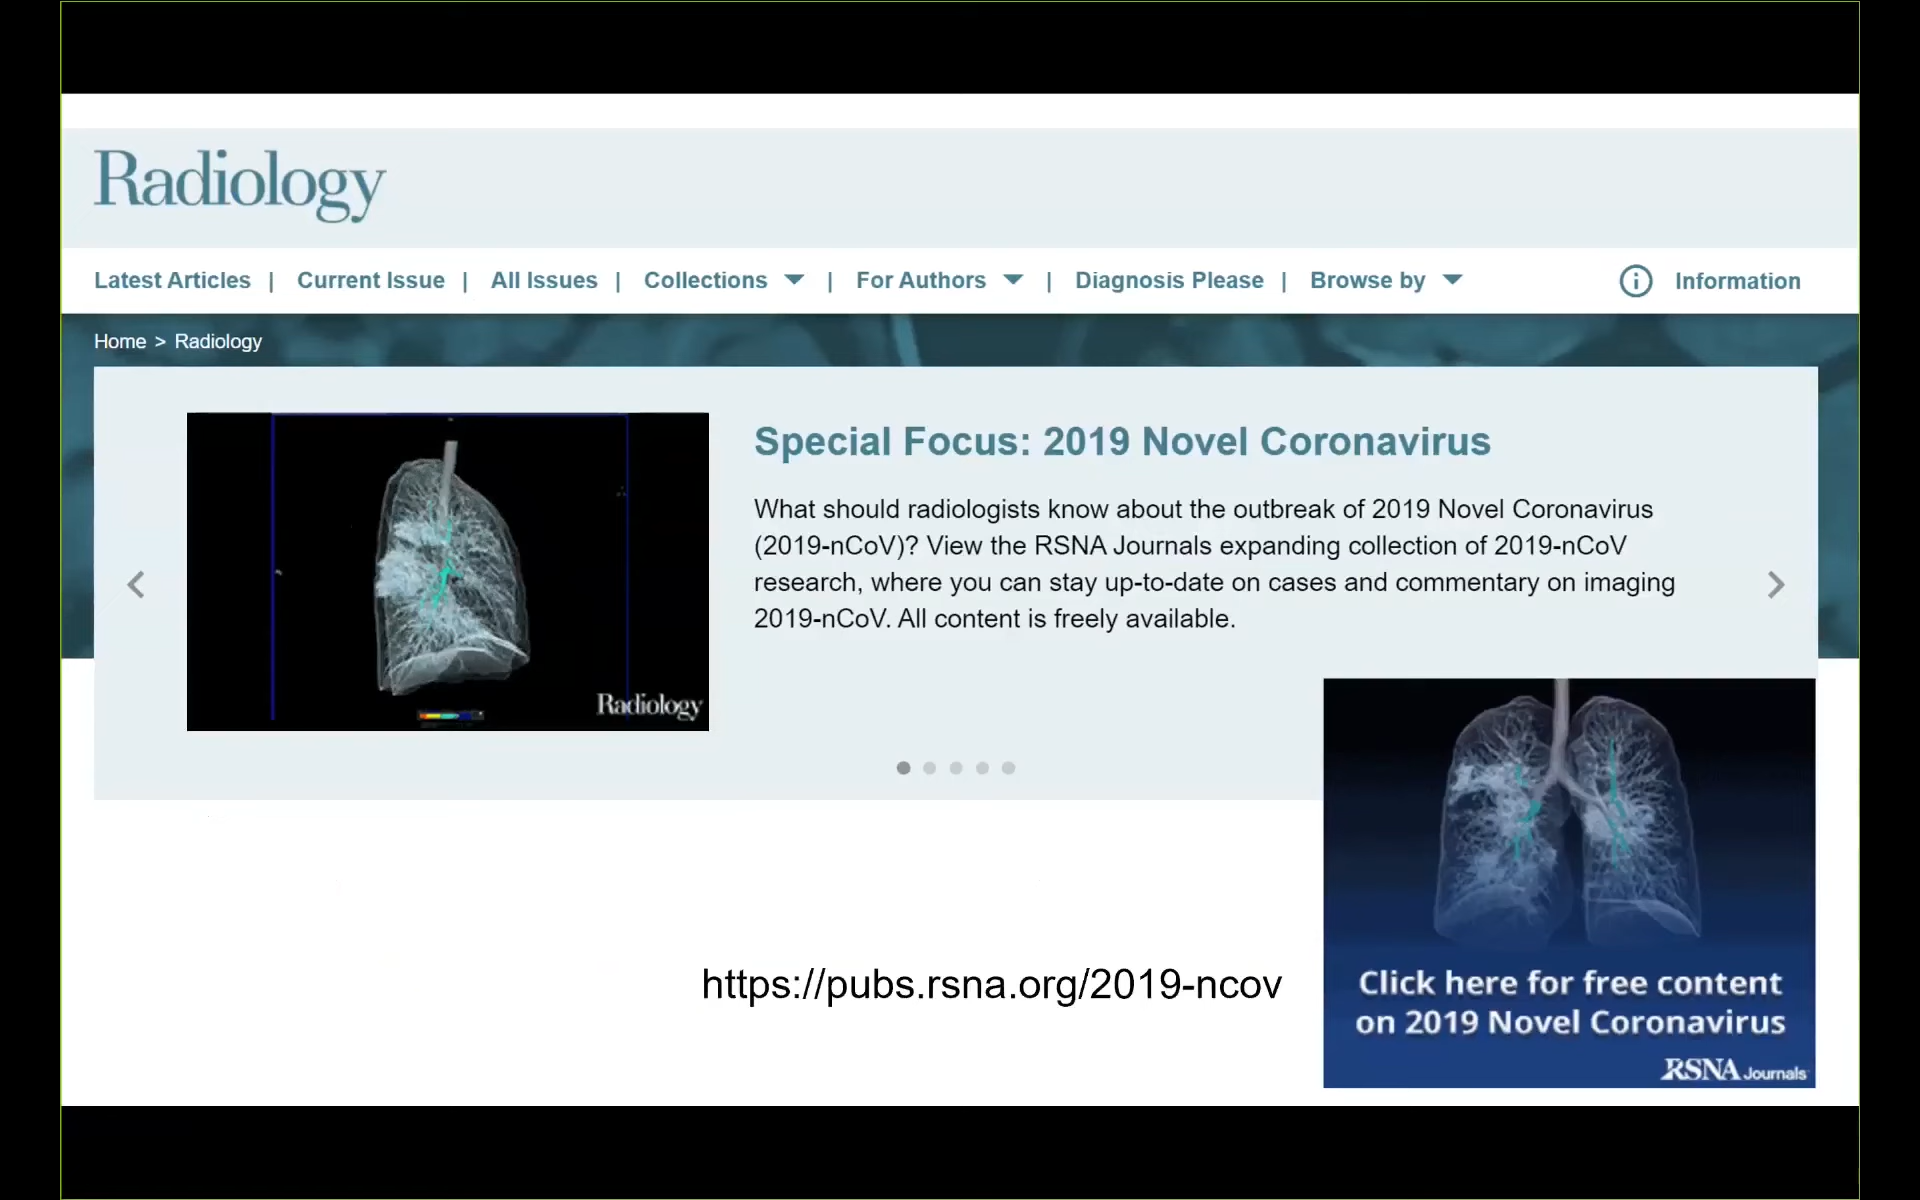 Radiology
Latest Articles | Current Issue | All Issues | Collections | For Authors | Diagnosis Please | Browse by Information
Home > Radiology
Special Focus: 2019 Novel Coronavirus
What should radiologists know about the outbreak of 2019 Novel Coronavirus
(2019-nCoV)? View the RSNA Journals expanding collection of 2019-nCoV
research, where you can stay up-to-date on cases and commentary on imaging
2019-nCoV. All content is freely available.
Radiology
https://pubs.rsna.org/2019-ncov
Click here for free content
on 2019 Novel Coronavirus
RSNA Journals